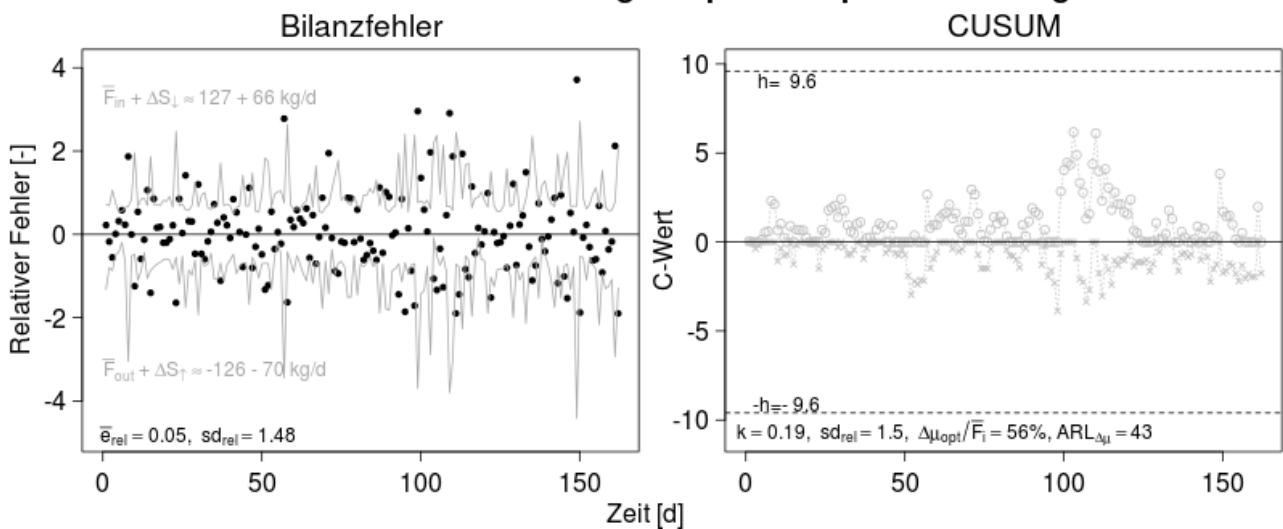 Bilanzfehler
CUSUM
Relativer Fehler [-]
4
2
0
-2
-4
F̅in + ΔS↓ ≈ 127 + 66 kg/d
F̅out + ΔS↑ ≈ -126 - 70 kg/d
e̅rel = 0.05, sdrel = 1.48
0 50 100 150
C-Wert
10
5
0
-5
-10
h= 9.6
-h=- 9.6
k = 0.19, sdrel = 1.5, Δμopt/F̅i = 56%, ARLΔμ = 43
0 50 100 150
Zeit [d]